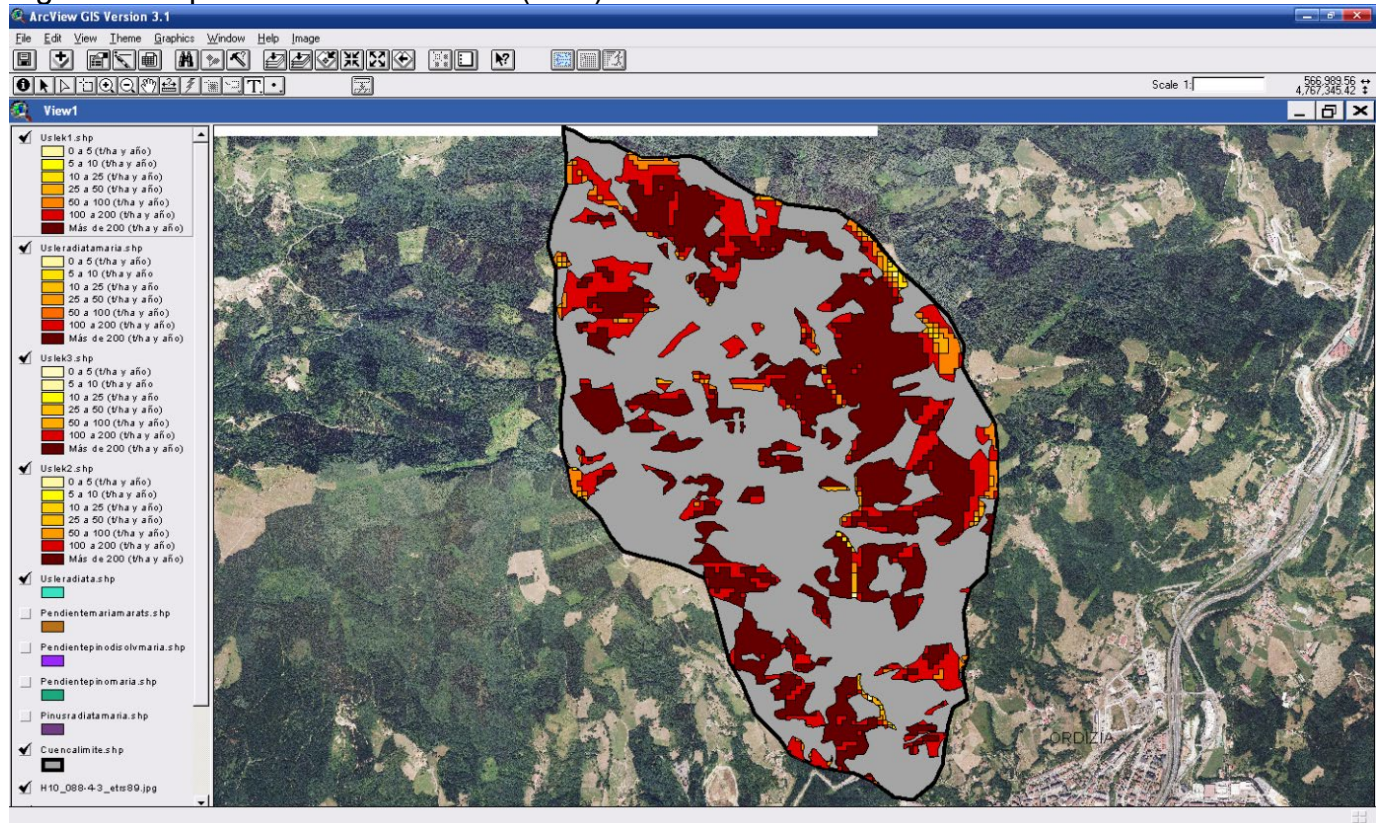 ArcView GIS Version 3.1
File Edit View Theme Graphics Window Help Image
Scale 1:
566,989.56
4,767,345.42
View1
Uslek1.shp
0 a 5 (t/ha y año)
5 a 10 (t/ha y año)
10 a 25 (t/ha y año)
25 a 50 (t/ha y año)
50 a 100 (t/ha y año)
100 a 200 (t/ha y año)
Más de 200 (t/ha y año)
Usleradiatamaria.shp
0 a 5 (t/ha y año)
5 a 10 (t/ha y año
10 a 25 (t/ha y año
25 a 50 (t/ha y año)
50 a 100 (t/ha y año)
100 a 200 (t/ha y año)
Más de 200 (t/ha y año)
Uslek3.shp
0 a 5 (t/ha y año)
5 a 10 (t/ha y año
10 a 25 (t/ha y año
25 a 50 (t/ha y año)
50 a 100 (t/ha y año)
100 a 200 (t/ha y año)
Más de 200 (t/ha y año)
Uslek2.shp
0 a 5 (t/ha y año)
5 a 10 (t/ha y año)
10 a 25 (t/ha y año)
25 a 50 (t/ha y año)
50 a 100 (t/ha y año)
100 a 200 (t/ha y año)
Más de 200 (t/ha y año)
Usleradiata.shp
Pendientemariamarats.shp
Pendientepinodisolvmaria.shp
Pendientepinomaria.shp
Pinusradiatamaria.shp
Cuencalimite.shp
H10_088-4-3_etrs89.jpg
ORDIZIA